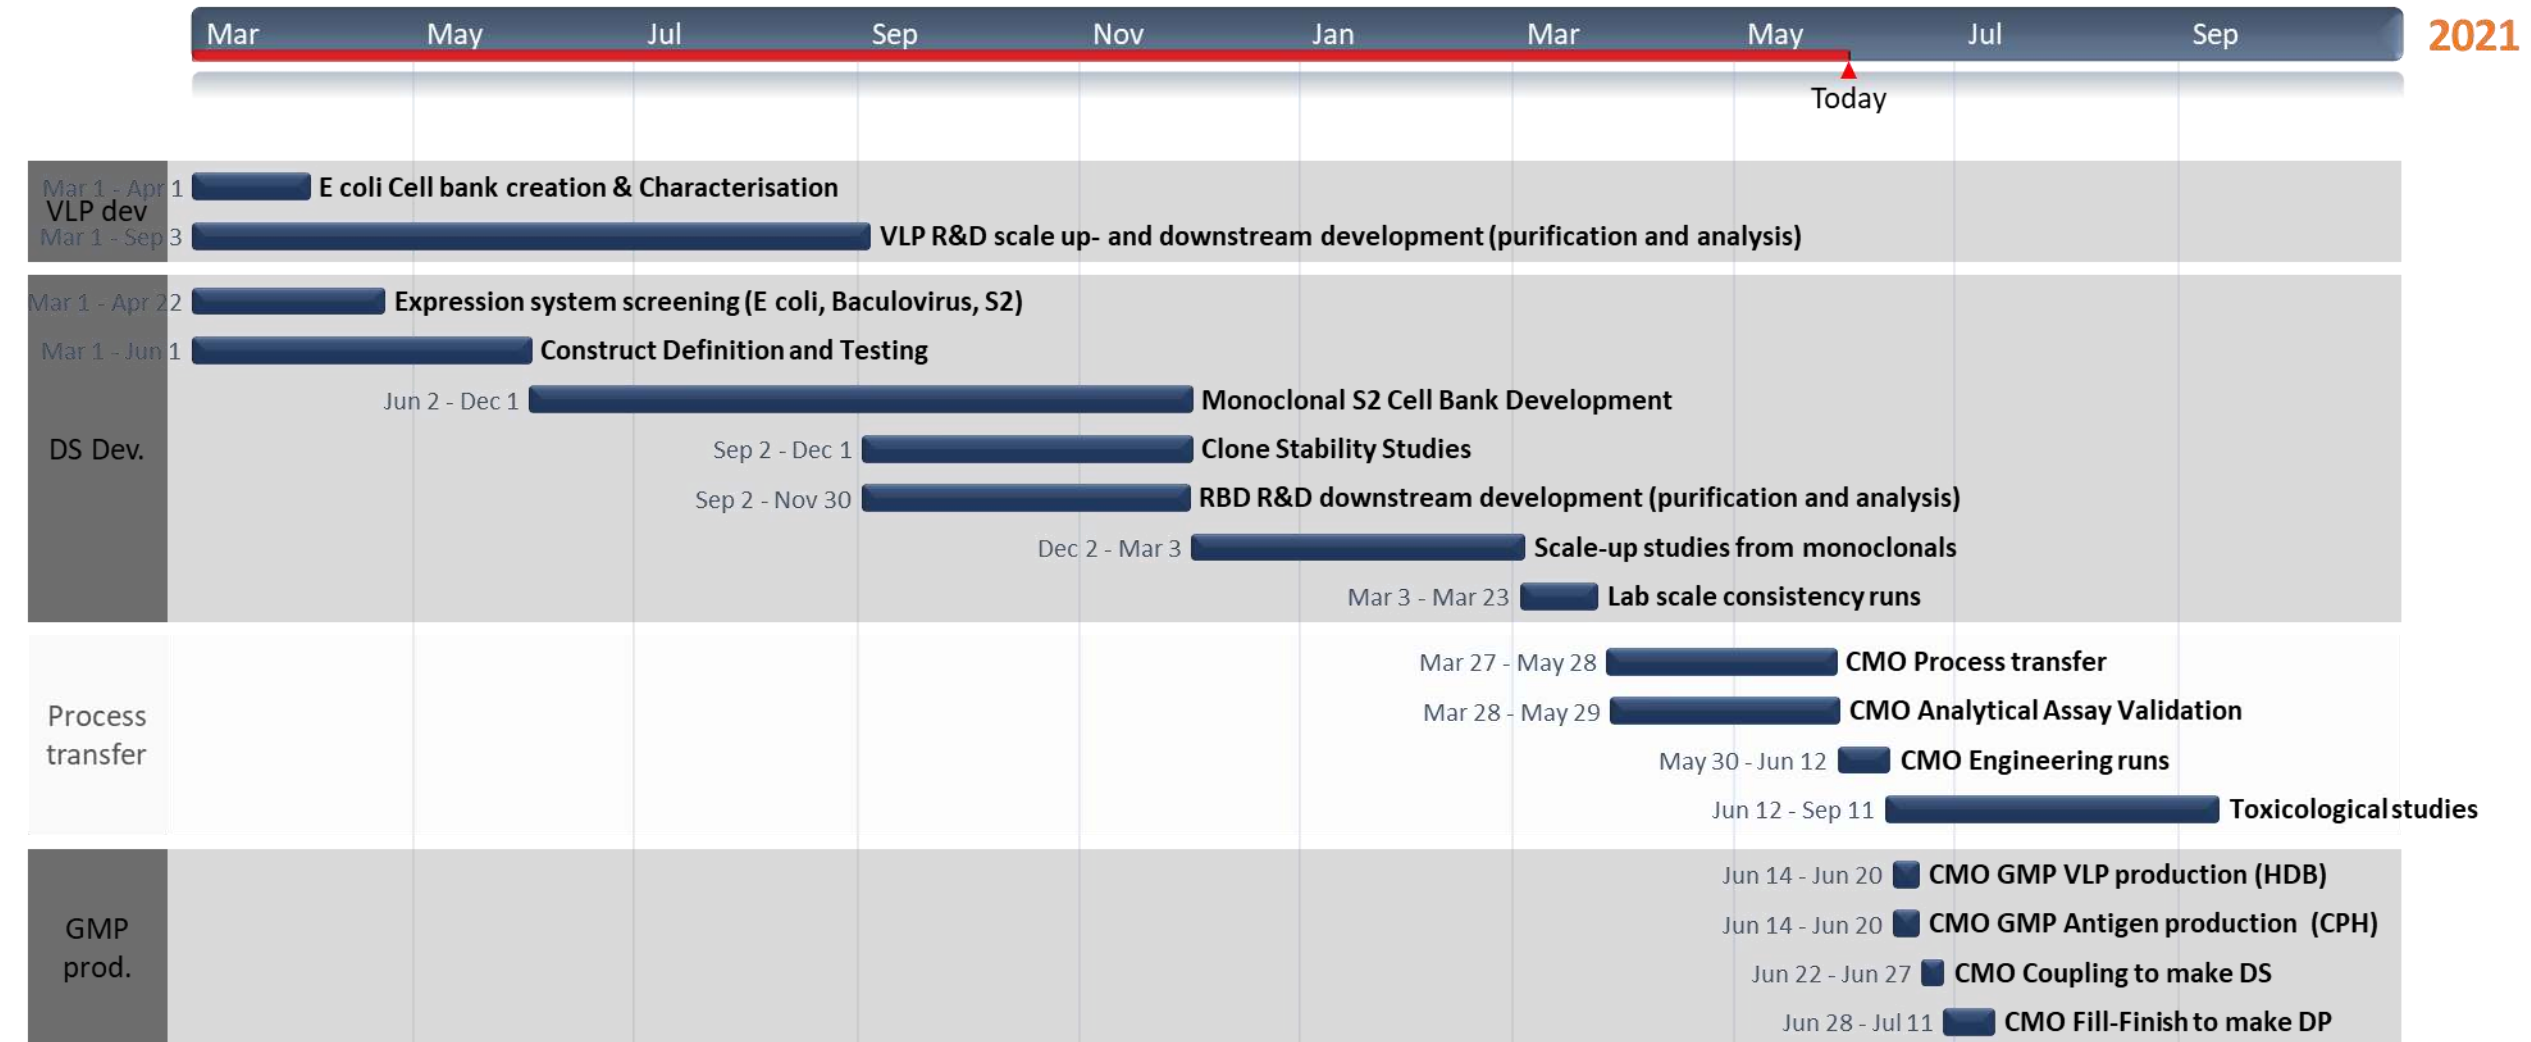 Mar May Jul Sep Nov Jan Mar May Jul Sep 2021
Today
VLP dev
Mar 1 - Apr 1 E coli Cell bank creation & Characterisation
Mar 1 - Sep 3 VLP R&D scale up- and downstream development (purification and analysis)
DS Dev.
Mar 1 - Apr 22 Expression system screening (E coli, Baculovirus, S2)
Mar 1 - Jun 1 Construct Definition and Testing
Jun 2 - Dec 1 Monoclonal S2 Cell Bank Development
Sep 2 - Dec 1 Clone Stability Studies
Sep 2 - Nov 30 RBD R&D downstream development (purification and analysis)
Dec 2 - Mar 3 Scale-up studies from monoclonals
Mar 3 - Mar 23 Lab scale consistency runs
Process
transfer
Mar 27 - May 28 CMO Process transfer
Mar 28 - May 29 CMO Analytical Assay Validation
May 30 - Jun 12 CMO Engineering runs
Jun 12 - Sep 11 Toxicological studies
GMP
prod.
Jun 14 - Jun 20 CMO GMP VLP production (HDB)
Jun 14 - Jun 20 CMO GMP Antigen production (CPH)
Jun 22 - Jun 27 CMO Coupling to make DS
Jun 28 - Jul 11 CMO Fill-Finish to make DP